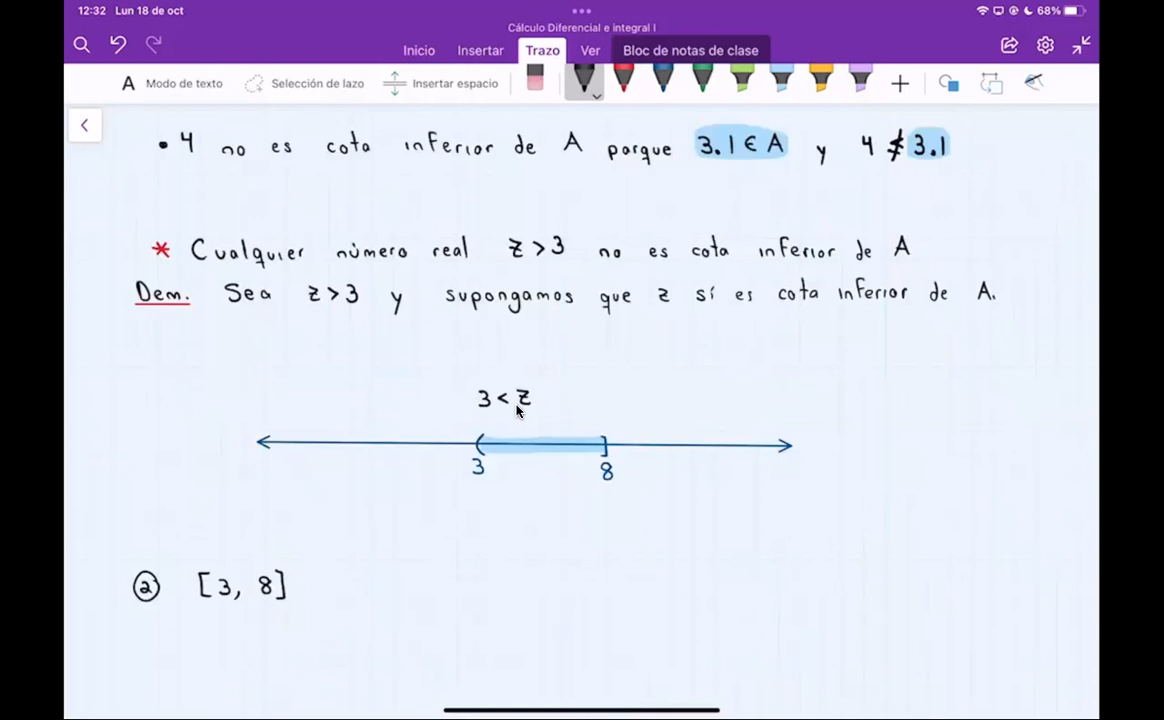 12:32 Lun 18 de oct
68%
Cálculo Diferencial e integral I
Inicio Insertar Trazo Ver Bloc de notas de clase
A Modo de texto Selección de lazo Insertar espacio
• 4 no es cota inferior de A porque 3.1 ∈ A y 4 ≰ 3.1
* Cualquier número real z > 3 no es cota inferior de A
Dem. Sea z > 3 y supongamos que z sí es cota inferior de A.
3 < z
( ]
3 8
② [3, 8]